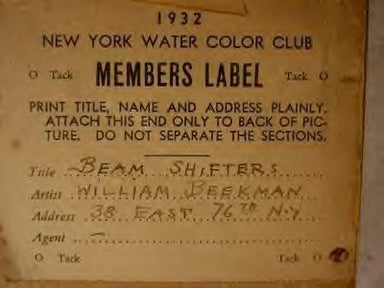 1932
NEW YORK WATER COLOR CLUB
O Tack MEMBERS LABEL Tack O
PRINT TITLE, NAME AND ADDRESS PLAINLY.
ATTACH THIS END ONLY TO BACK OF PIC-
TURE. DO NOT SEPARATE THE SECTIONS.
Title BEAM SHIFTERS
Artist WILLIAM BEEKMAN
Address 38 EAST 76TH N.Y
Agent —
O Tack Tack O